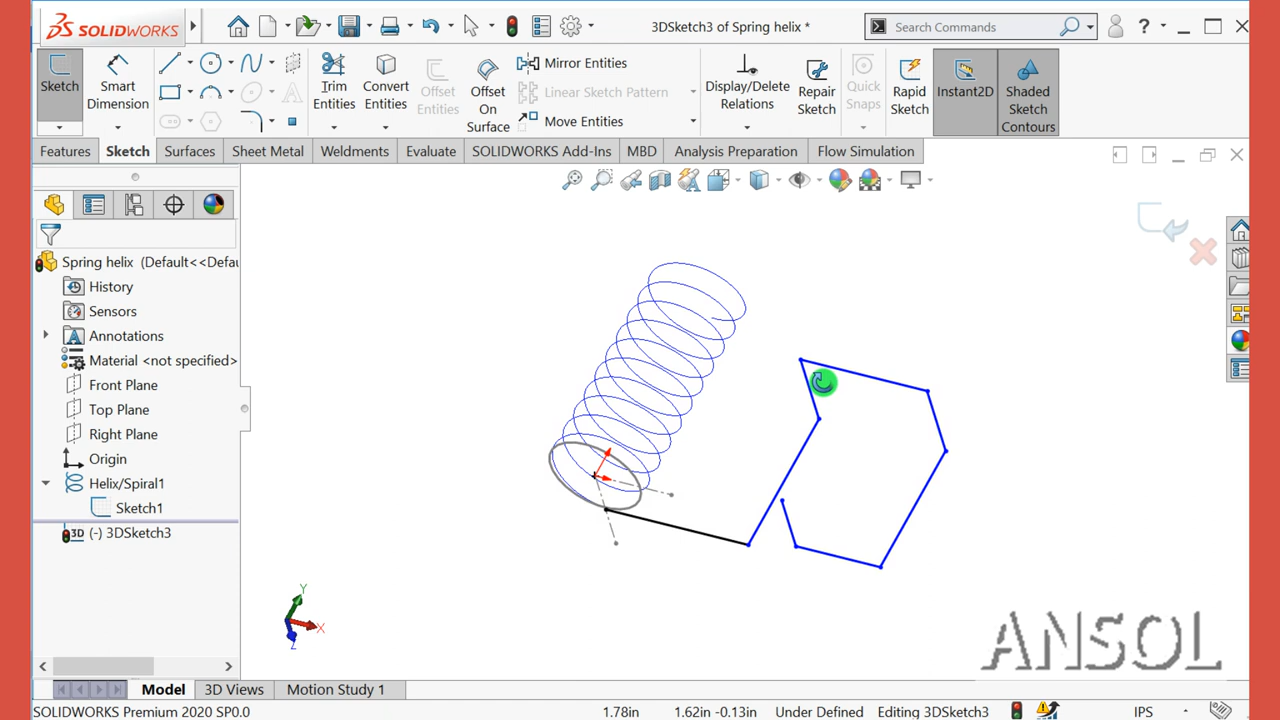 SOLIDWORKS
3DSketch3 of Spring helix *
Search Commands
?
Sketch
Smart Dimension
Trim Entities
Convert Entities
Offset Entities
Offset On Surface
Mirror Entities
Linear Sketch Pattern
Move Entities
Display/Delete Relations
Repair Sketch
Quick Snaps
Rapid Sketch
Instant2D
Shaded Sketch Contours
Features
Sketch
Surfaces
Sheet Metal
Weldments
Evaluate
SOLIDWORKS Add-Ins
MBD
Analysis Preparation
Flow Simulation
Spring helix (Default<<Defau
History
Sensors
Annotations
Material <not specified>
Front Plane
Top Plane
Right Plane
Origin
Helix/Spiral1
Sketch1
3D (-) 3DSketch3
Y
X
Z
ANSOL
Model
3D Views
Motion Study 1
SOLIDWORKS Premium 2020 SP0.0
1.78in
1.62in -0.13in
Under Defined
Editing 3DSketch3
IPS